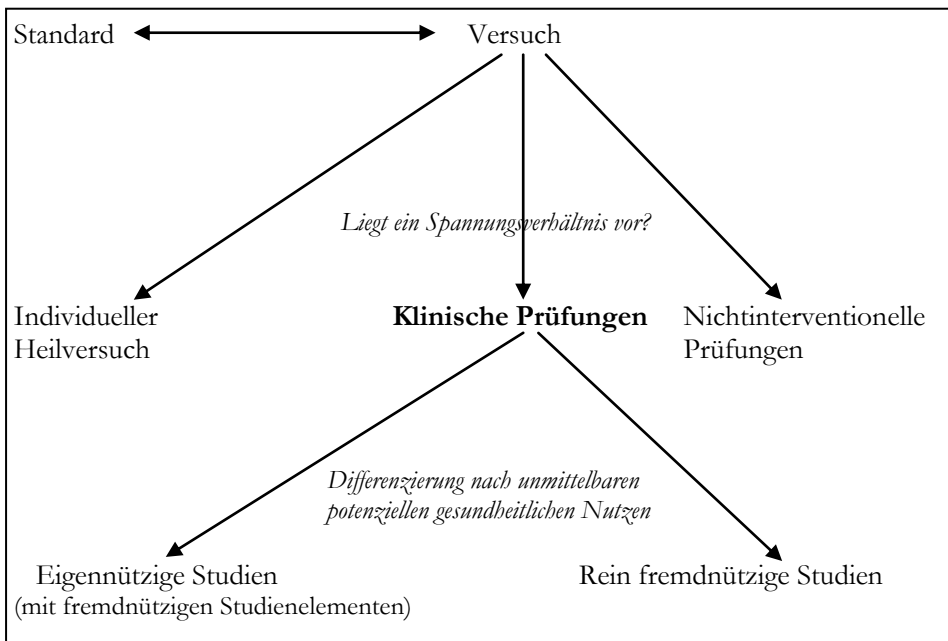 Standard
Versuch
Liegt ein Spannungsverhältnis vor?
Individueller
Heilversuch
Klinische Prüfungen
Nichtinterventionelle
Prüfungen
Differenzierung nach unmittelbaren
potenziellen gesundheitlichen Nutzen
Eigennützige Studien
(mit fremdnützigen Studienelementen)
Rein fremdnützige Studien